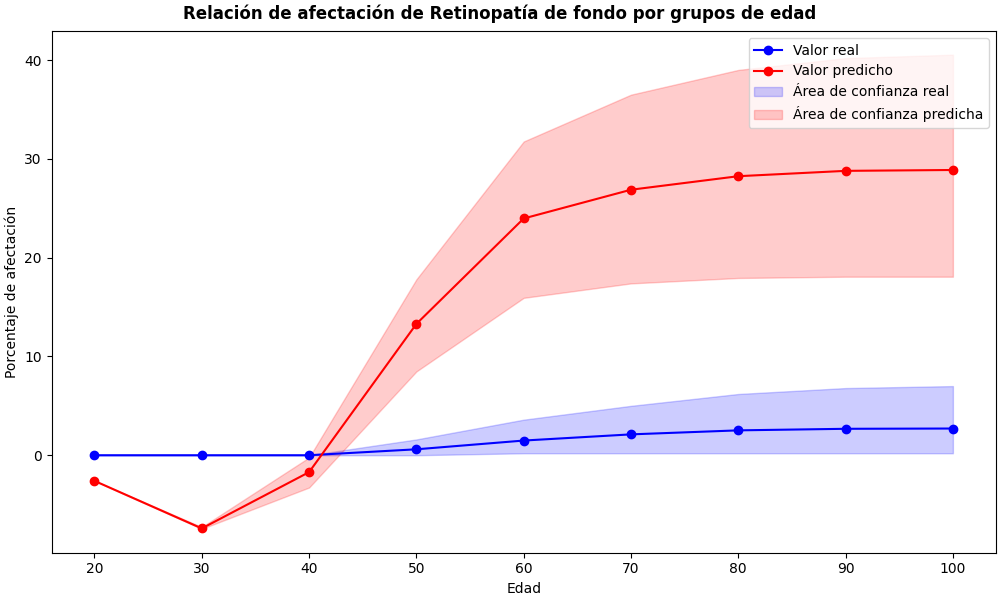 Relación de afectación de Retinopatía de fondo por grupos de edad
Valor real
Valor predicho
Área de confianza real
Área de confianza predicha
Porcentaje de afectación
40
30
20
10
0
20 30 40 50 60 70 80 90 100
Edad